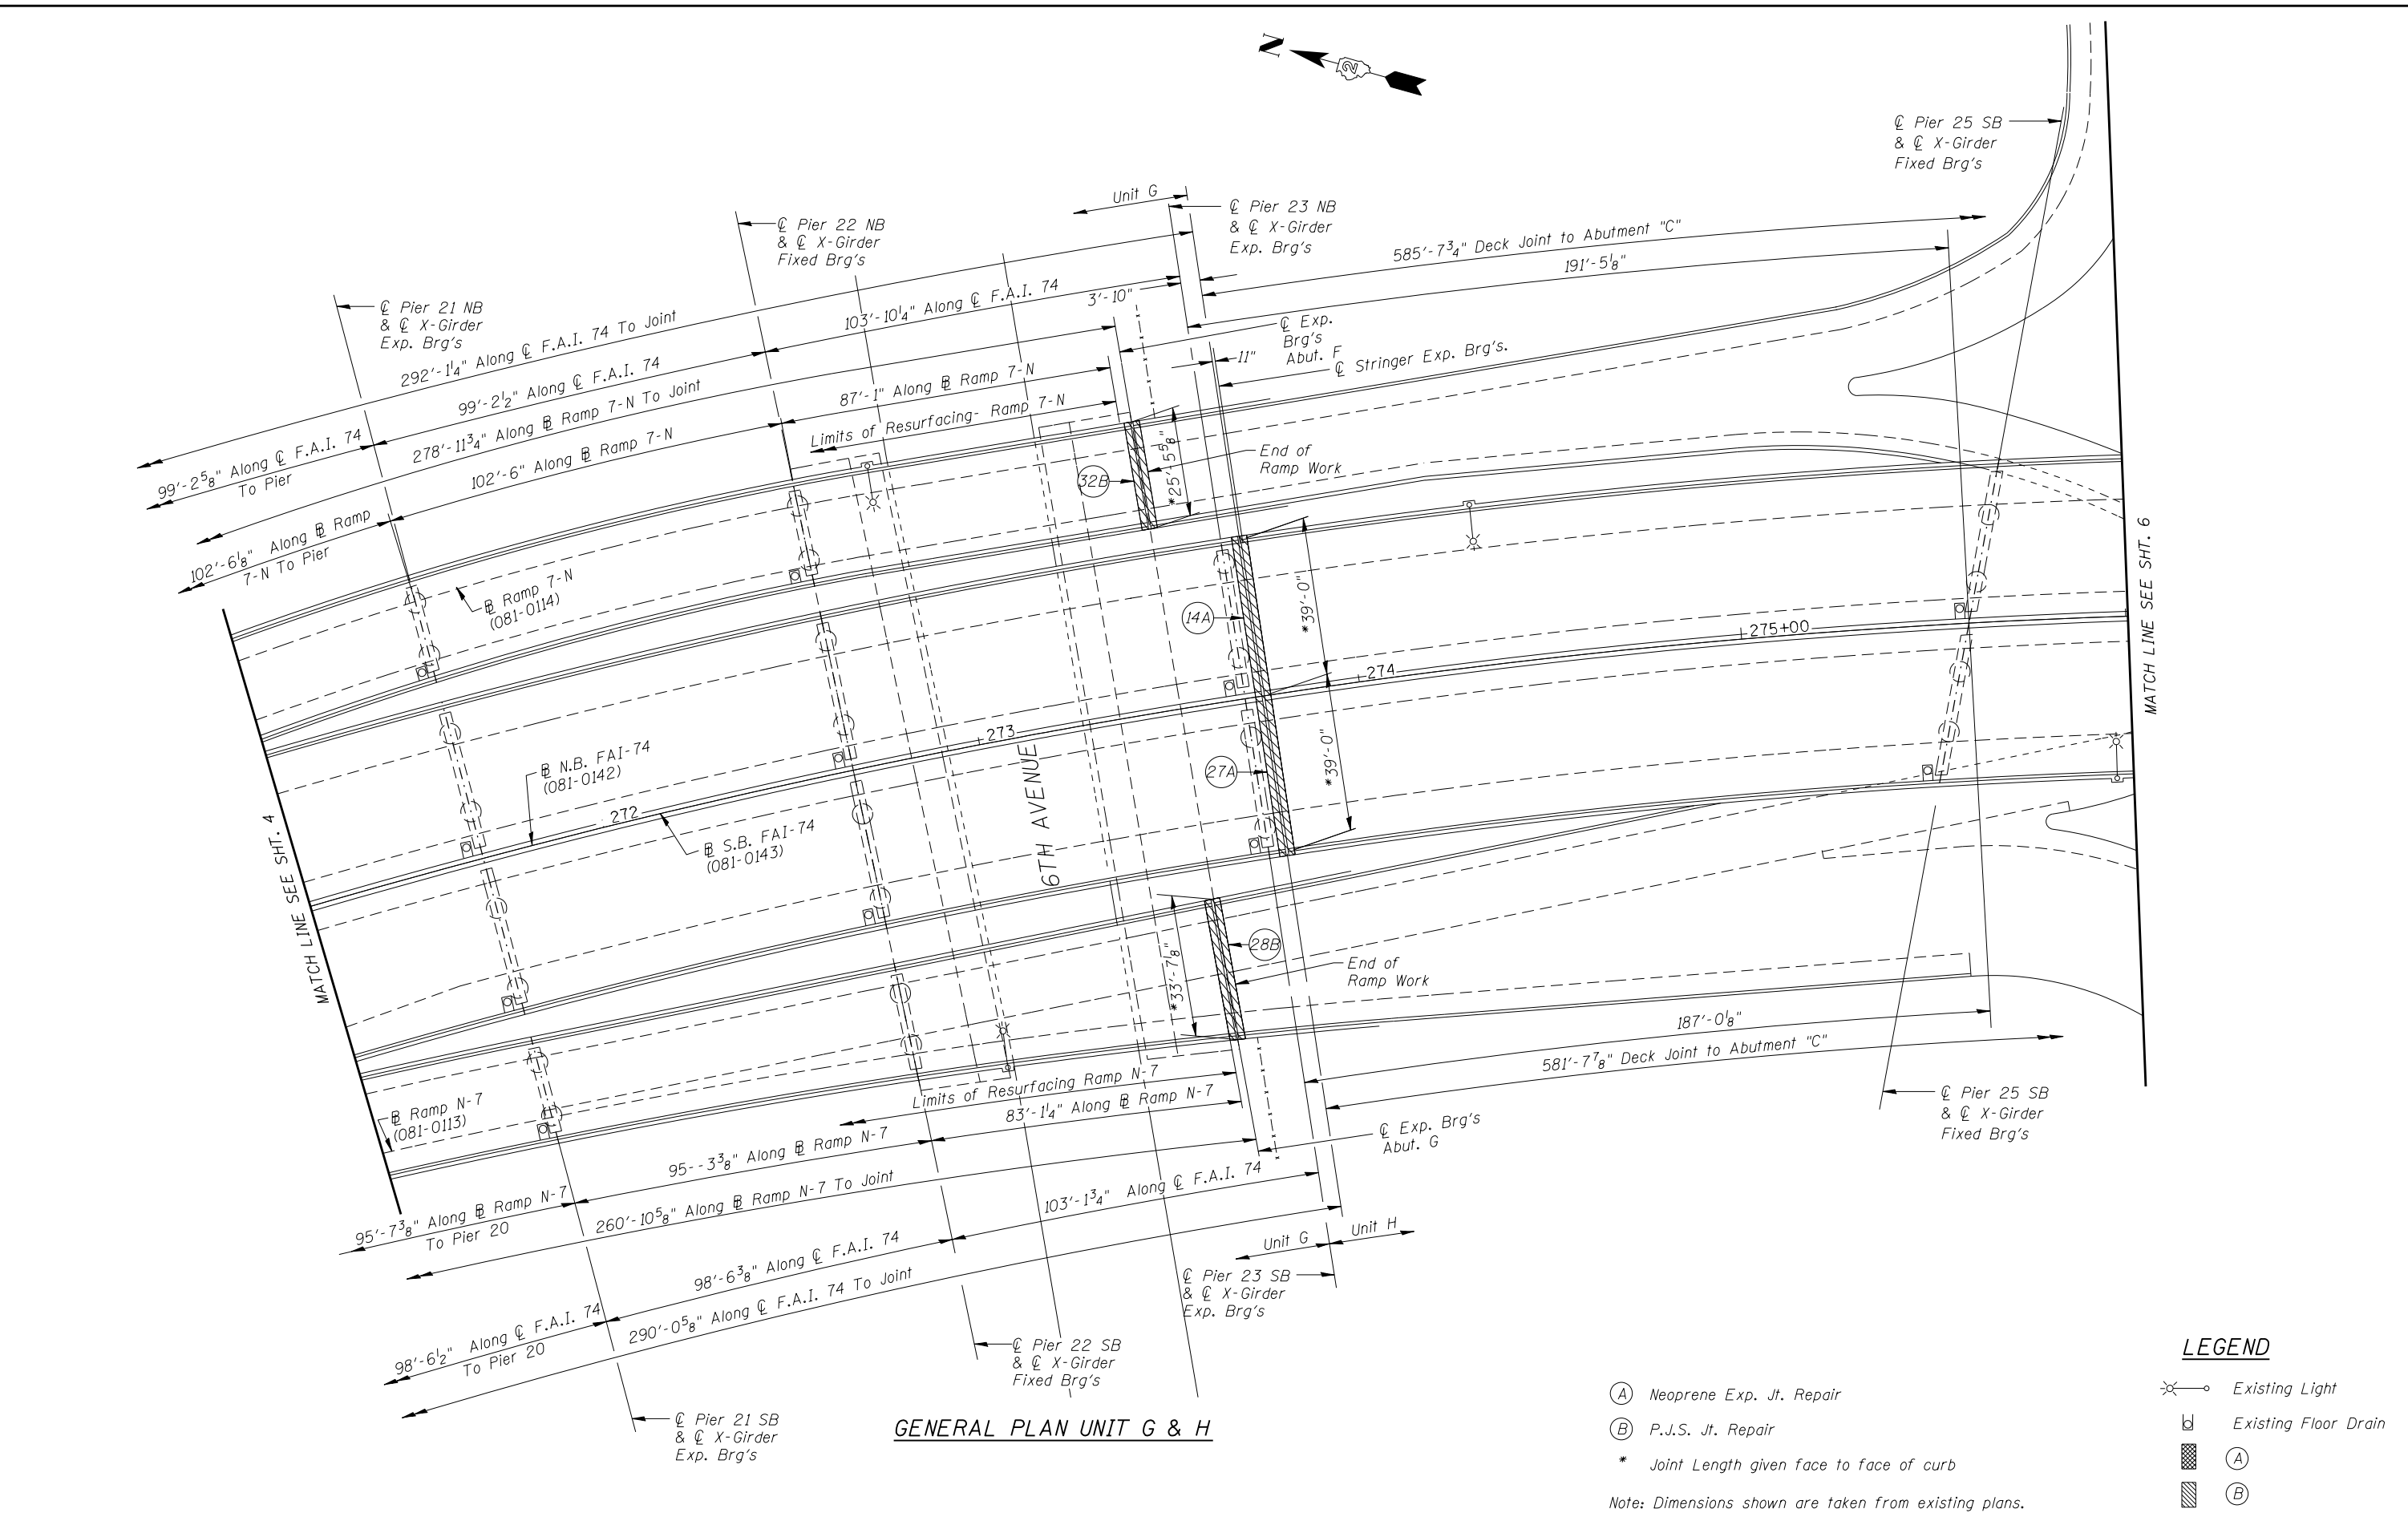 N
2
℄ Pier 25 SB
& ℄ X-Girder
Fixed Brg's
Unit G
℄ Pier 23 NB
& ℄ X-Girder
Exp. Brg's
℄ Pier 22 NB
& ℄ X-Girder
Fixed Brg's
℄ Pier 21 NB
& ℄ X-Girder
Exp. Brg's
585'-7¾" Deck Joint to Abutment "C"
191'-5⅛"
292'-1¼" Along ℄ F.A.I. 74 To Joint
103'-10¼" Along ℄ F.A.I. 74
3'-10"
99'-2½" Along ℄ F.A.I. 74
99'-2⅝" Along ℄ F.A.I. 74
To Pier
278'-11¾" Along ⅊ Ramp 7-N To Joint
87'-1" Along ⅊ Ramp 7-N
102'-6" Along ⅊ Ramp 7-N
102'-6⅛" Along ⅊ Ramp
7-N To Pier
Limits of Resurfacing- Ramp 7-N
℄ Exp.
Brg's
Abut. F
11"
℄ Stringer Exp. Brg's.
End of
Ramp Work
32B
*25'-5⅝"
⅊ Ramp 7-N
(081-0114)
14A
*39'-0"
275+00
274
273
272
27A
*39'-0"
⅊ N.B. FAI-74
(081-0142)
⅊ S.B. FAI-74
(081-0143)
6TH AVENUE
MATCH LINE SEE SHT. 4
MATCH LINE SEE SHT. 6
28B
End of
Ramp Work
*33'-7⅛"
187'-0⅛"
581'-7⅞" Deck Joint to Abutment "C"
⅊ Ramp N-7
(081-0113)
Limits of Resurfacing Ramp N-7
83'-1¼" Along ⅊ Ramp N-7
95--3⅜" Along ⅊ Ramp N-7
95'-7⅜" Along ⅊ Ramp N-7
To Pier 20
260'-10⅝" Along ⅊ Ramp N-7 To Joint
℄ Exp. Brg's
Abut. G
103'-1¾" Along ℄ F.A.I. 74
98'-6⅜" Along ℄ F.A.I. 74
98'-6½" Along ℄ F.A.I. 74
To Pier 20
290'-0⅝" Along ℄ F.A.I. 74 To Joint
Unit G
Unit H
℄ Pier 23 SB
& ℄ X-Girder
Exp. Brg's
℄ Pier 25 SB
& ℄ X-Girder
Fixed Brg's
℄ Pier 22 SB
& ℄ X-Girder
Fixed Brg's
℄ Pier 21 SB
& ℄ X-Girder
Exp. Brg's
GENERAL PLAN UNIT G & H
A Neoprene Exp. Jt. Repair
B P.J.S. Jt. Repair
* Joint Length given face to face of curb
Note: Dimensions shown are taken from existing plans.
LEGEND
Existing Light
Existing Floor Drain
A
B